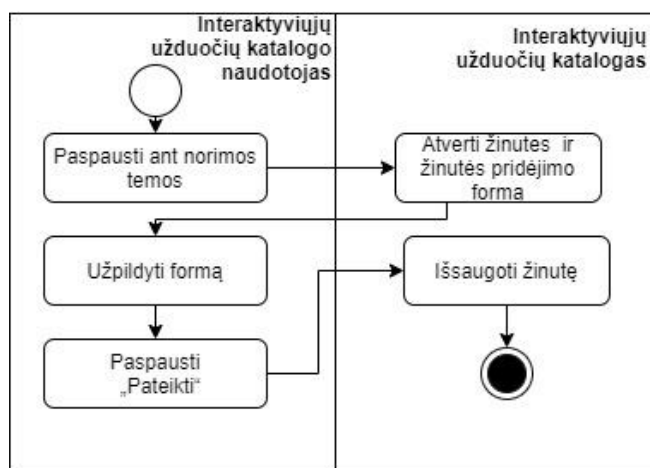 Interaktyviųjų
užduočių katalogo
naudotojas
Interaktyviųjų
užduočių katalogas
Paspausti ant norimos
temos
Atverti žinutes ir
žinutės pridėjimo
forma
Užpildyti formą
Išsaugoti žinutę
Paspausti
„Pateikti“